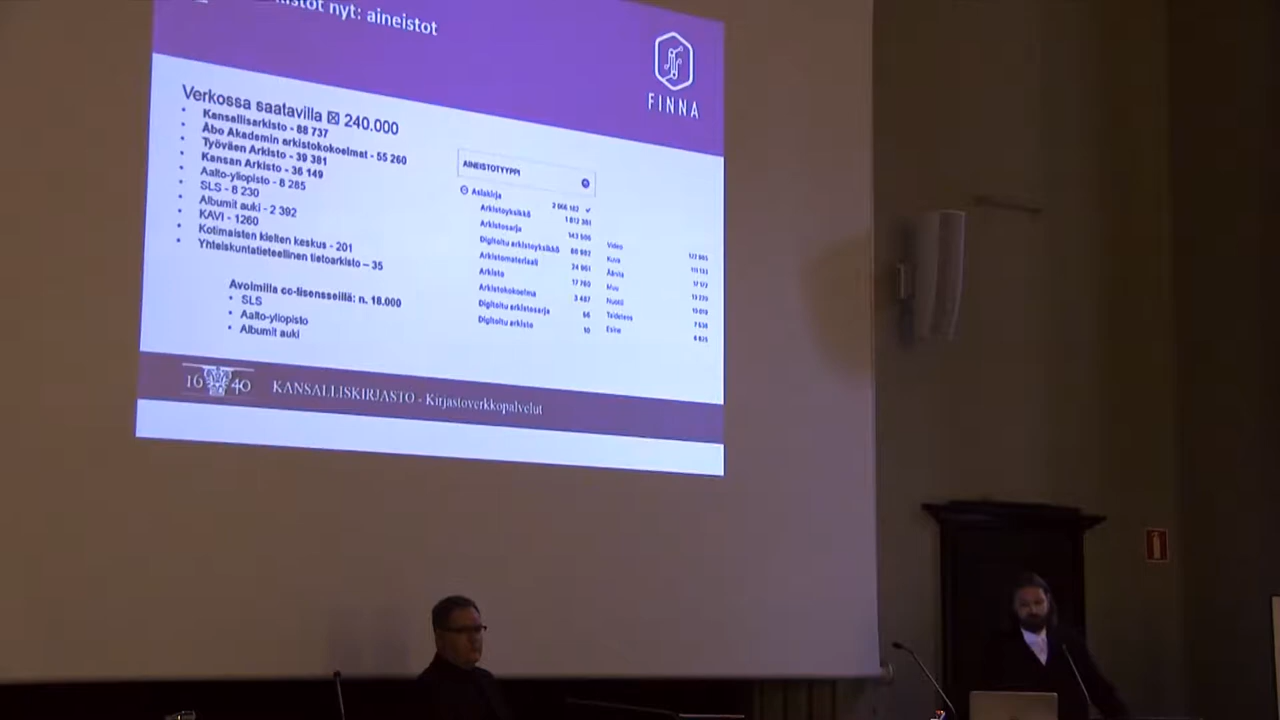 nyt: aineistot
FINNA
Verkossa saatavilla ☒ 240.000
• Kansallisarkisto - 88 737
• Åbo Akademin arkistokokoelmat - 55 260
• Työväen Arkisto - 39 381
• Kansan Arkisto - 36 149
• Aalto-yliopisto - 8 285
• SLS - 8 230
• Albumit auki - 2 392
• KAVI - 1260
• Kotimaisten kielten keskus - 201
• Yhteiskuntatieteellinen tietoarkisto – 35
Avoimilla cc-lisensseillä: n. 18.000
• SLS
• Aalto-yliopisto
• Albumit auki
AINEISTOTYYPPI
Asiakirja
Arkistoyksikkö
Arkistosarja
Digitoitu arkistoyksikkö
Arkistomateriaali
Arkisto
Arkistokokoelma
Digitoitu arkistosarja
Digitoitu arkisto
Video
Kuva
Äänite
Muu
Nuotti
Taideteos
Esine
1640
KANSALLISKIRJASTO - Kirjastoverkkopalvelut